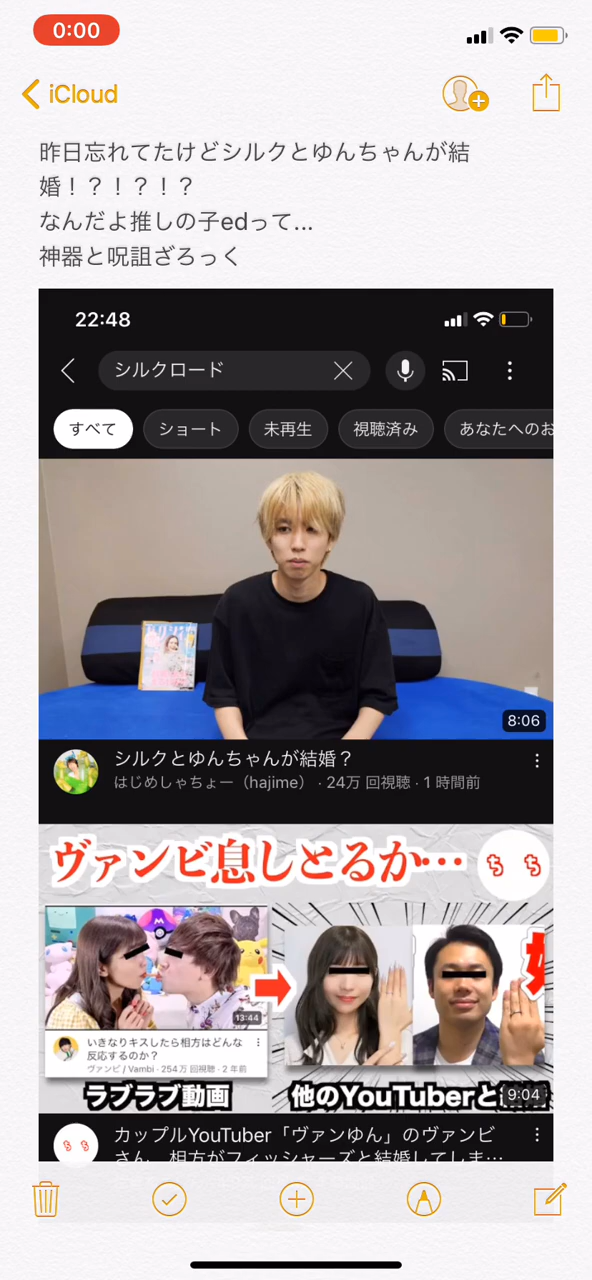 0:00
iCloud
昨日忘れてたけどシルクとゆんちゃんが結
婚！？！？！？
なんだよ推しの子edって...
神器と呪詛ざろっく
22:48
シルクロード
すべて
ショート
未再生
視聴済み
あなたへのお
8:06
シルクとゆんちゃんが結婚？
はじめしゃちょー（hajime）・24万 回視聴・1 時間前
ヴァンビ息しとるか…
ち ち
13:44
いきなりキスしたら相方はどんな
反応するのか？
ヴァンビ / Vambi・254万 回視聴・2 年前
ラブラブ動画
他のYouTuberと
9:04
カップルYouTuber「ヴァンゆん」のヴァンビ
さん、相方がフィッシャーズと結婚してしま…